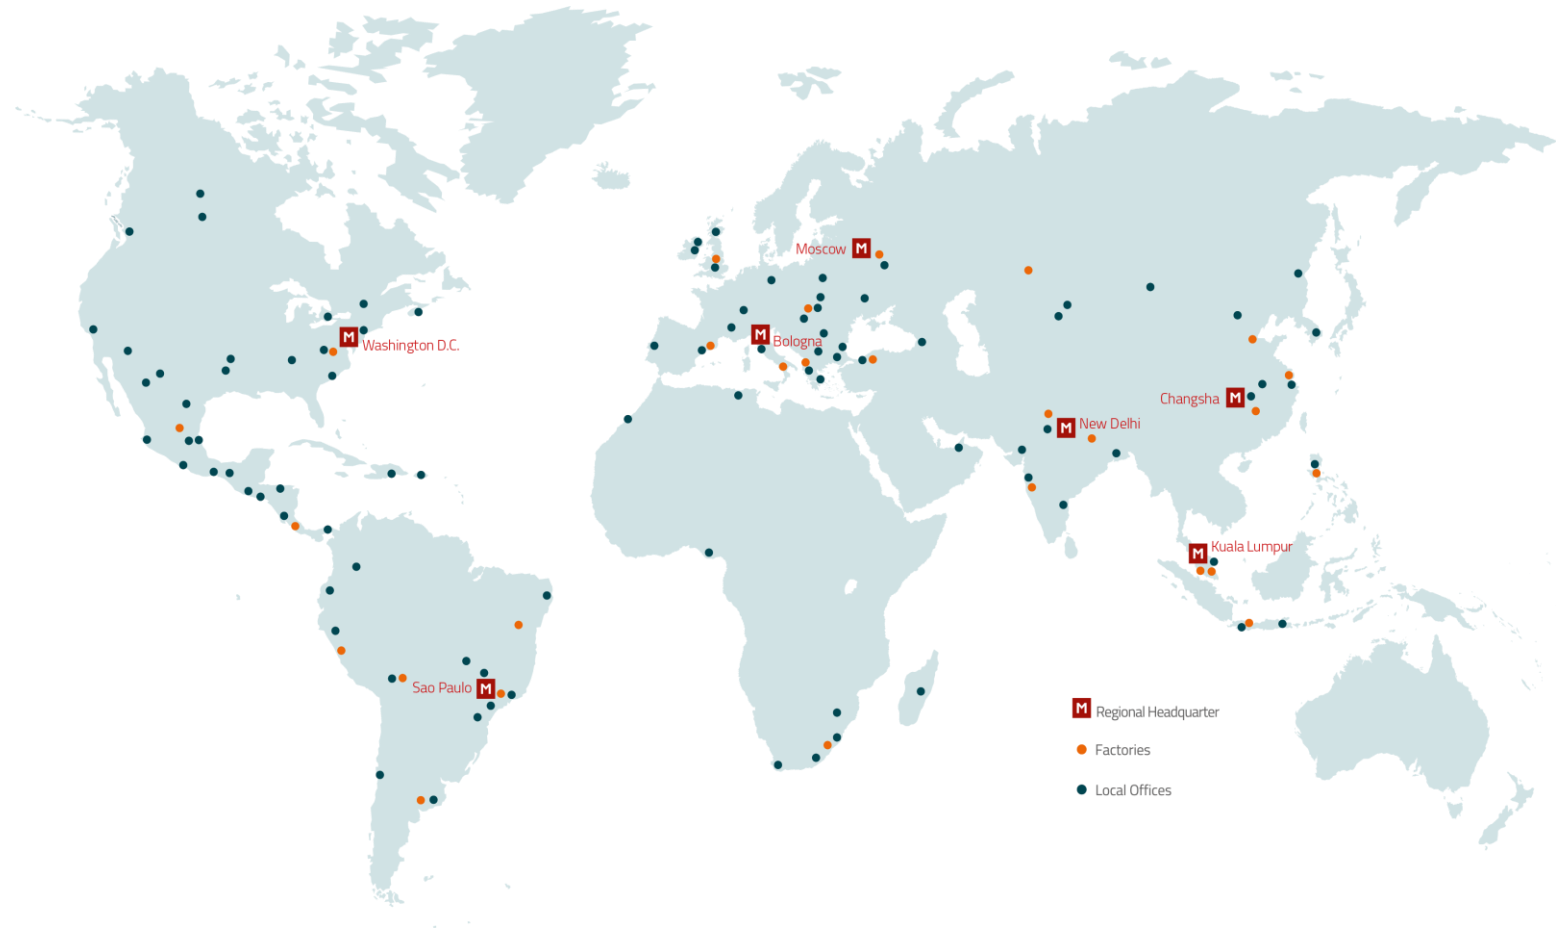 Moscow M
M Washington D.C.
M Bologna
Changsha M
M New Delhi
M Kuala Lumpur
Sao Paulo M
M Regional Headquarter
Factories
Local Offices